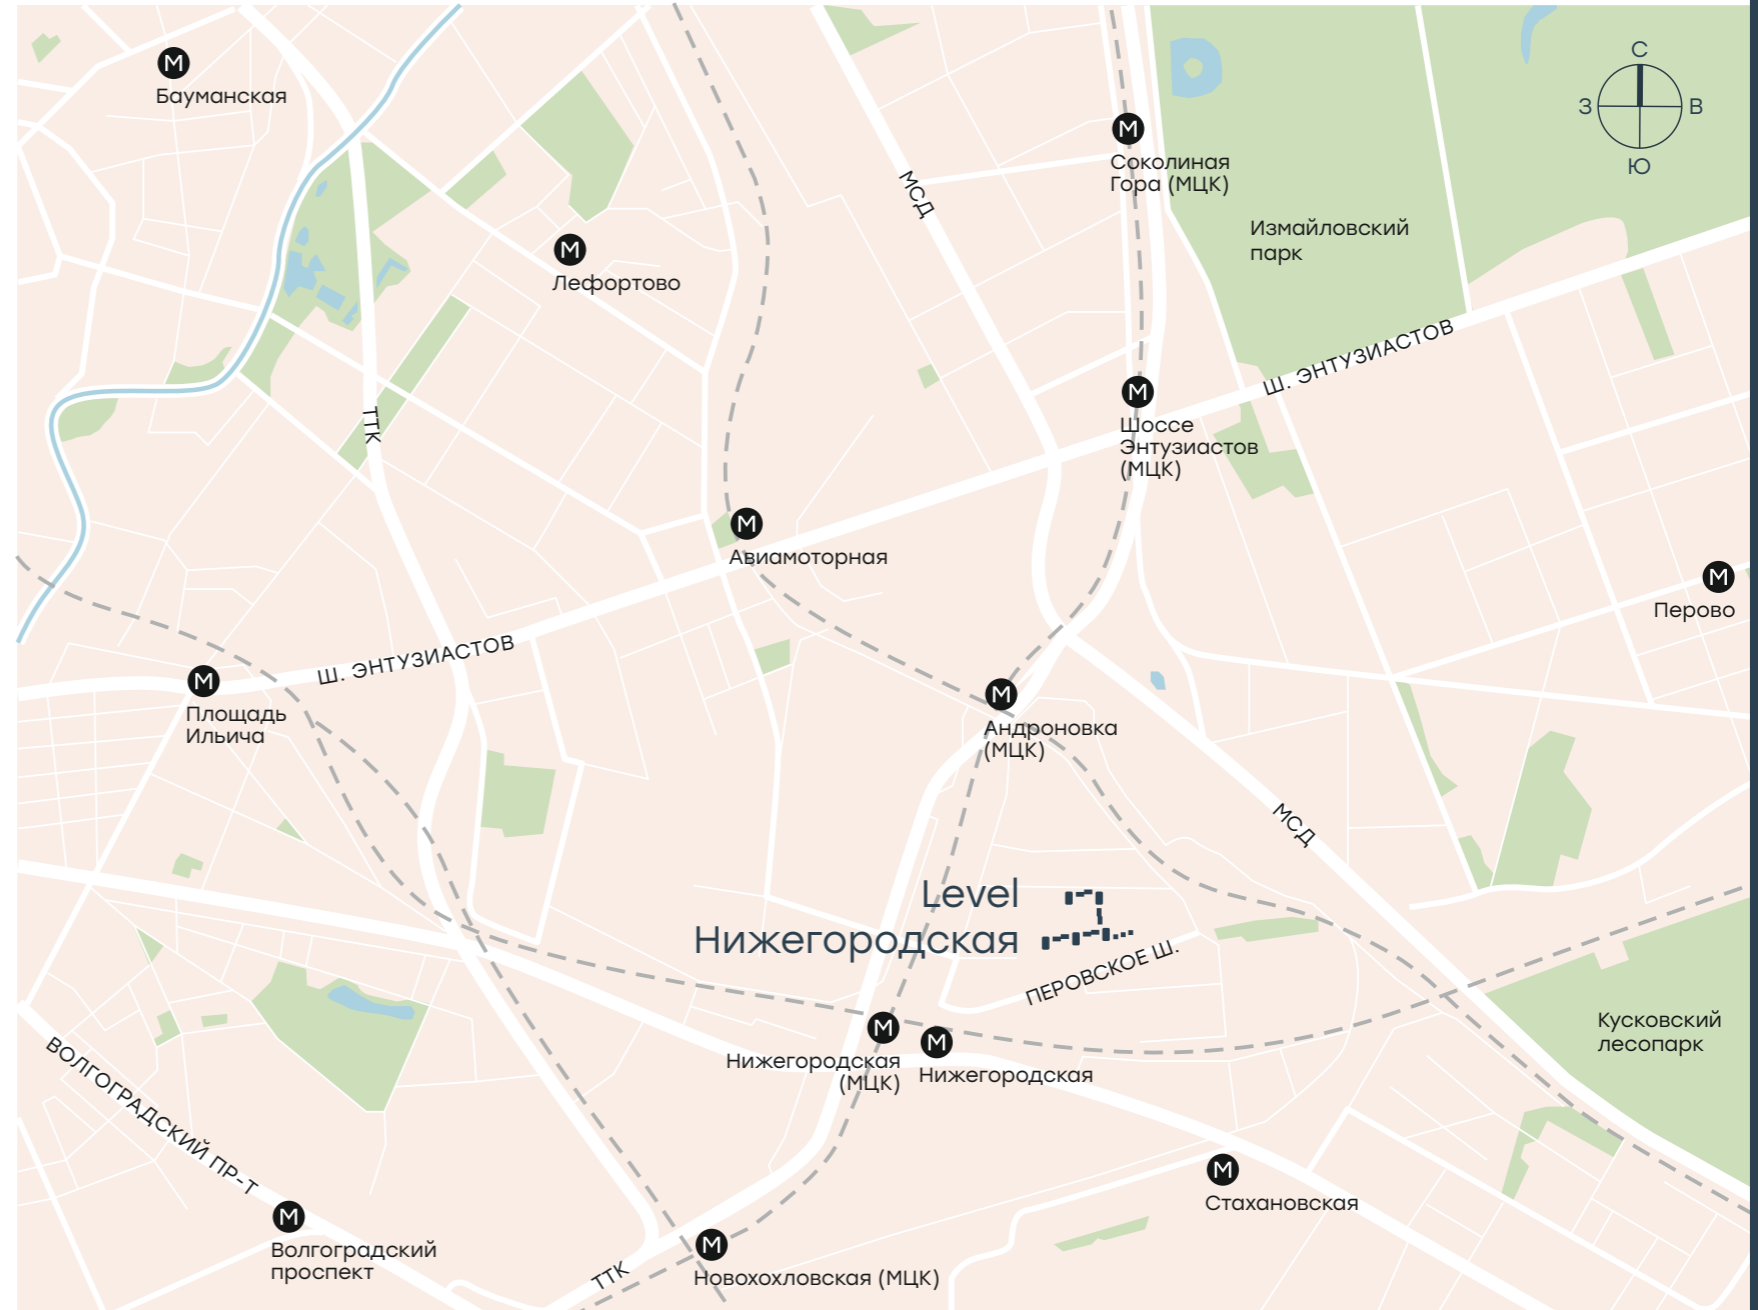 С
З
В
Ю
М
Бауманская
М
Соколиная
Гора (МЦК)
МСД
Измайловский
парк
М
Лефортово
Ш. ЭНТУЗИАСТОВ
М
Шоссе
Энтузиастов
(МЦК)
ТТК
М
Авиамоторная
М
Перово
Ш. ЭНТУЗИАСТОВ
М
Площадь
Ильича
М
Андроновка
(МЦК)
МСД
Level
Нижегородская
ПЕРОВСКОЕ Ш.
М
Нижегородская
(МЦК)
М
Нижегородская
Кусковский
лесопарк
ВОЛГОГРАДСКИЙ ПР-Т
М
Стахановская
М
Волгоградский
проспект
М
Новохохловская (МЦК)
ТТК